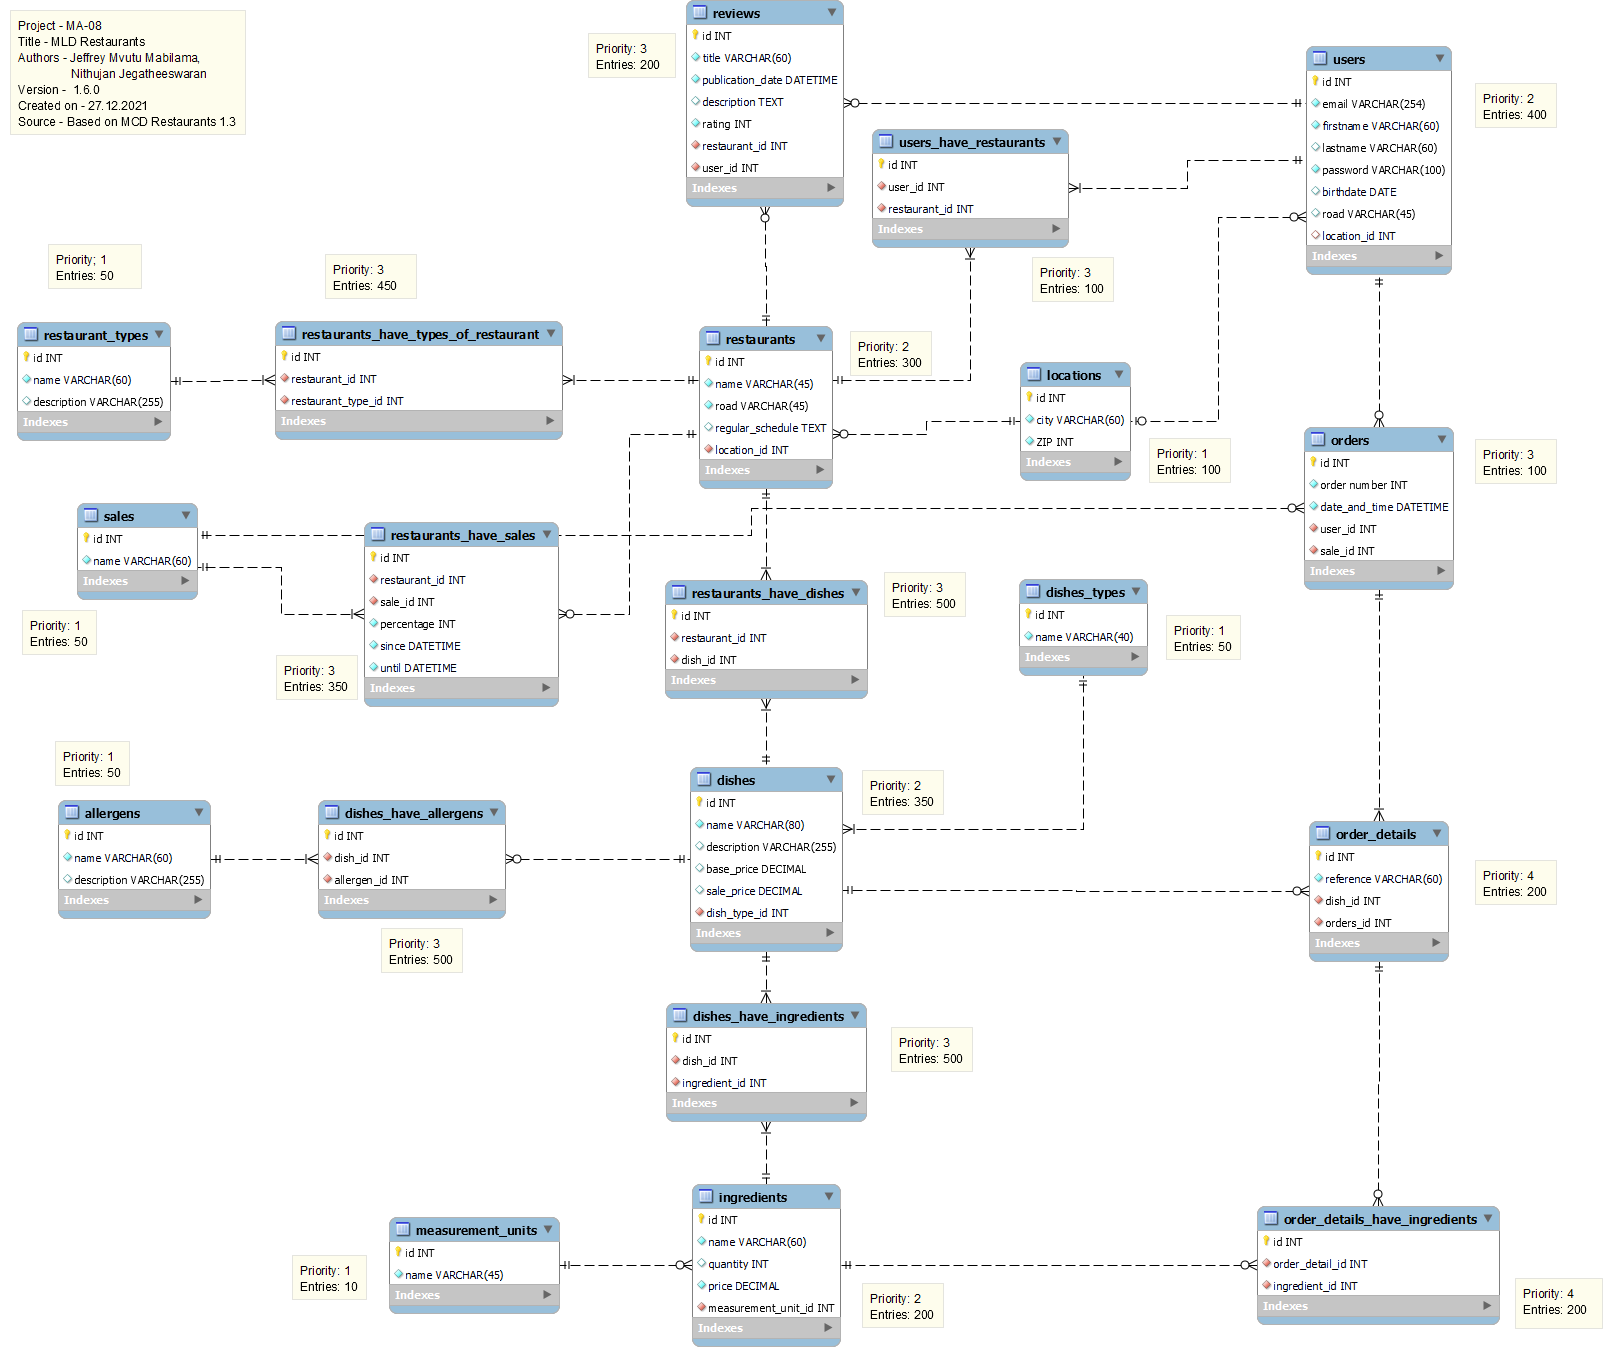 Project - MA-08
Title - MLD Restaurants
Authors - Jeffrey Mvutu Mabilama,
Nithujan Jegatheeswaran
Version -  1.6.0
Created on - 27.12.2021
Source - Based on MCD Restaurants 1.3
Priority: 3
Entries: 200
reviews
id INT
title VARCHAR(60)
publication_date DATETIME
description TEXT
rating INT
restaurant_id INT
user_id INT
Indexes
users
id INT
email VARCHAR(254)
firstname VARCHAR(60)
lastname VARCHAR(60)
password VARCHAR(100)
birthdate DATE
road VARCHAR(45)
location_id INT
Indexes
Priority: 2
Entries: 400
users_have_restaurants
id INT
user_id INT
restaurant_id INT
Indexes
Priority: 3
Entries: 100
Priority; 1
Entries: 50
restaurant_types
id INT
name VARCHAR(60)
description VARCHAR(255)
Indexes
Priority: 3
Entries: 450
restaurants_have_types_of_restaurant
id INT
restaurant_id INT
restaurant_type_id INT
Indexes
restaurants
id INT
name VARCHAR(45)
road VARCHAR(45)
regular_schedule TEXT
location_id INT
Indexes
Priority: 2
Entries: 300
locations
id INT
city VARCHAR(60)
ZIP INT
Indexes
Priority: 1
Entries: 100
orders
id INT
order number INT
date_and_time DATETIME
user_id INT
sale_id INT
Indexes
Priority: 3
Entries: 100
sales
id INT
name VARCHAR(60)
Indexes
Priority: 1
Entries: 50
restaurants_have_sales
id INT
restaurant_id INT
sale_id INT
percentage INT
since DATETIME
until DATETIME
Indexes
Priority: 3
Entries: 350
restaurants_have_dishes
id INT
restaurant_id INT
dish_id INT
Indexes
Priority: 3
Entries: 500
dishes_types
id INT
name VARCHAR(40)
Indexes
Priority: 1
Entries: 50
Priority: 1
Entries: 50
allergens
id INT
name VARCHAR(60)
description VARCHAR(255)
Indexes
dishes_have_allergens
id INT
dish_id INT
allergen_id INT
Indexes
Priority: 3
Entries: 500
dishes
id INT
name VARCHAR(80)
description VARCHAR(255)
base_price DECIMAL
sale_price DECIMAL
dish_type_id INT
Indexes
Priority: 2
Entries: 350
order_details
id INT
reference VARCHAR(60)
dish_id INT
orders_id INT
Indexes
Priority: 4
Entries: 200
dishes_have_ingredients
id INT
dish_id INT
ingredient_id INT
Indexes
Priority: 3
Entries: 500
measurement_units
id INT
name VARCHAR(45)
Indexes
Priority: 1
Entries: 10
ingredients
id INT
name VARCHAR(60)
quantity INT
price DECIMAL
measurement_unit_id INT
Indexes
Priority: 2
Entries: 200
order_details_have_ingredients
id INT
order_detail_id INT
ingredient_id INT
Indexes
Priority: 4
Entries: 200